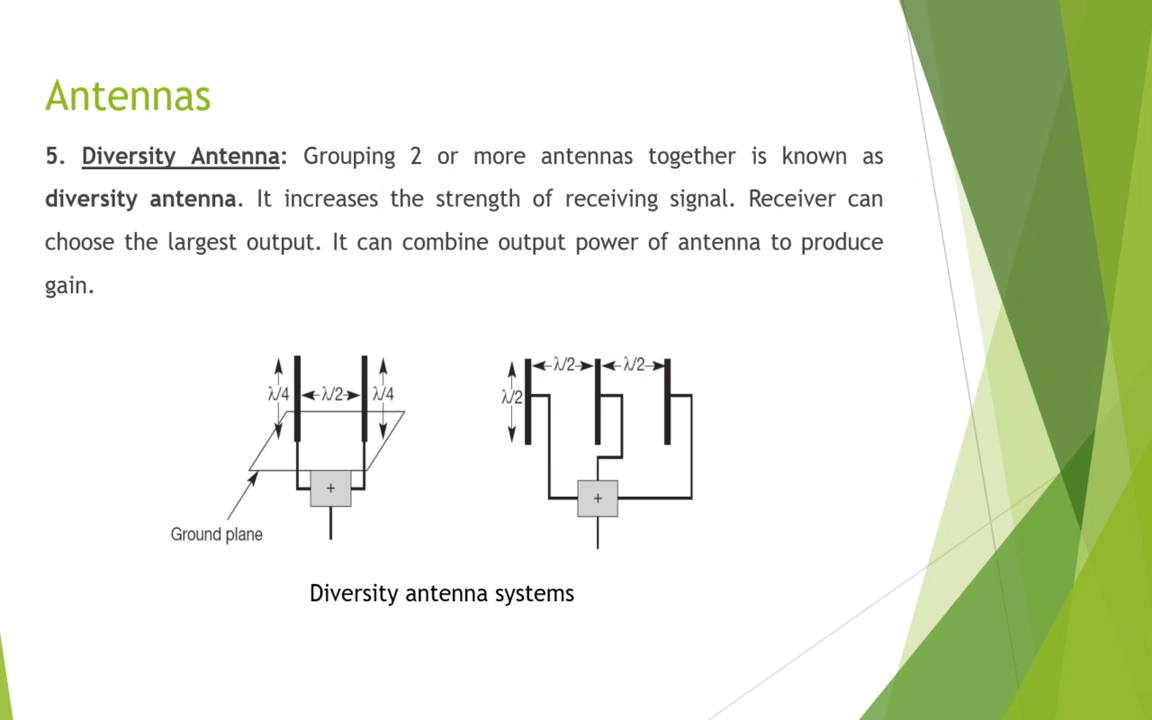 Antennas
5. Diversity Antenna: Grouping 2 or more antennas together is known as
diversity antenna. It increases the strength of receiving signal. Receiver can
choose the largest output. It can combine output power of antenna to produce
gain.
λ/4 λ/2 λ/4
+
Ground plane
λ/2 λ/2
λ/2
+
Diversity antenna systems